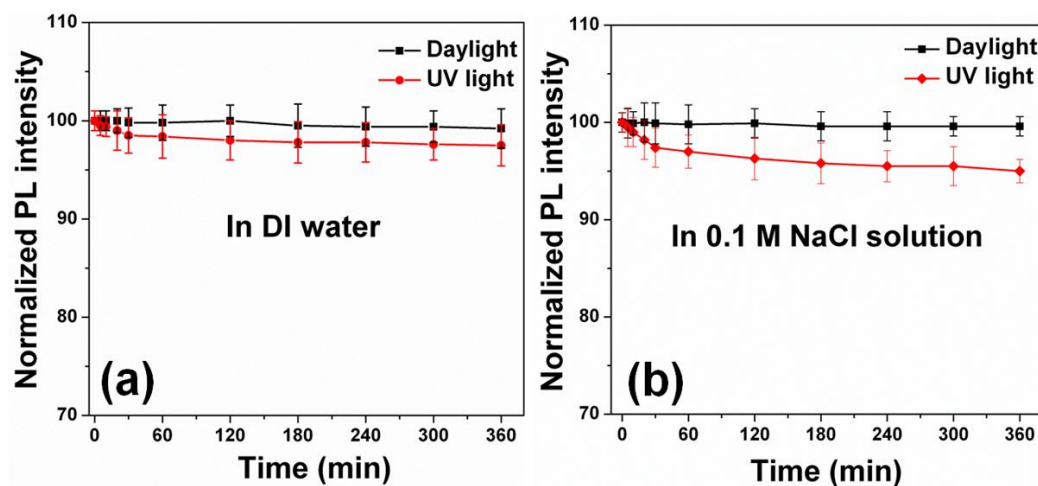 Normalized PL intensity
110
100
90
80
70
Daylight
UV light
In DI water
(a)
0 60 120 180 240 300 360
Time (min)
Normalized PL intensity
110
100
90
80
70
Daylight
UV light
In 0.1 M NaCl solution
(b)
0 60 120 180 240 300 360
Time (min)